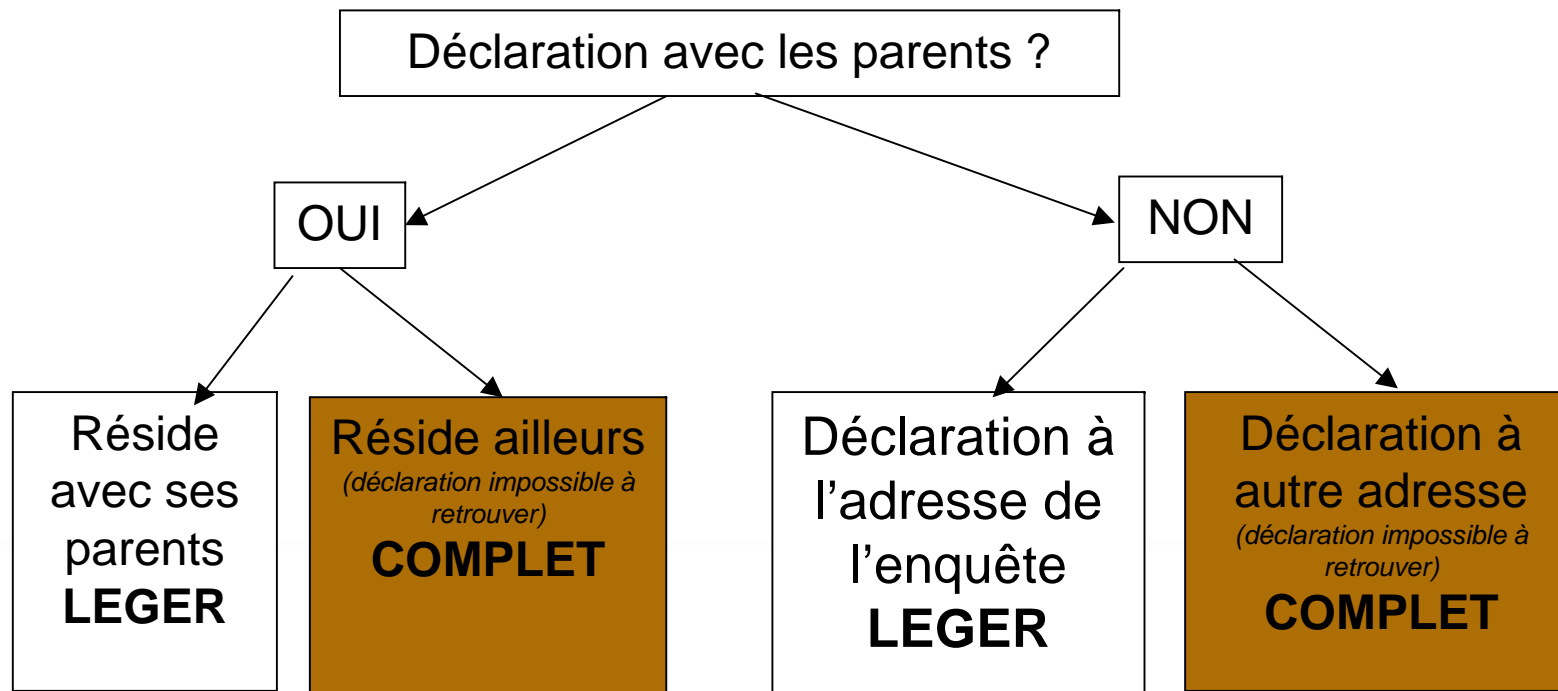 Déclaration avec les parents ?
OUI
NON
Réside
avec ses
parents
LEGER
Réside ailleurs
(déclaration impossible à
retrouver)
COMPLET
Déclaration à
l’adresse de
l’enquête
LEGER
Déclaration à
autre adresse
(déclaration impossible à
retrouver)
COMPLET